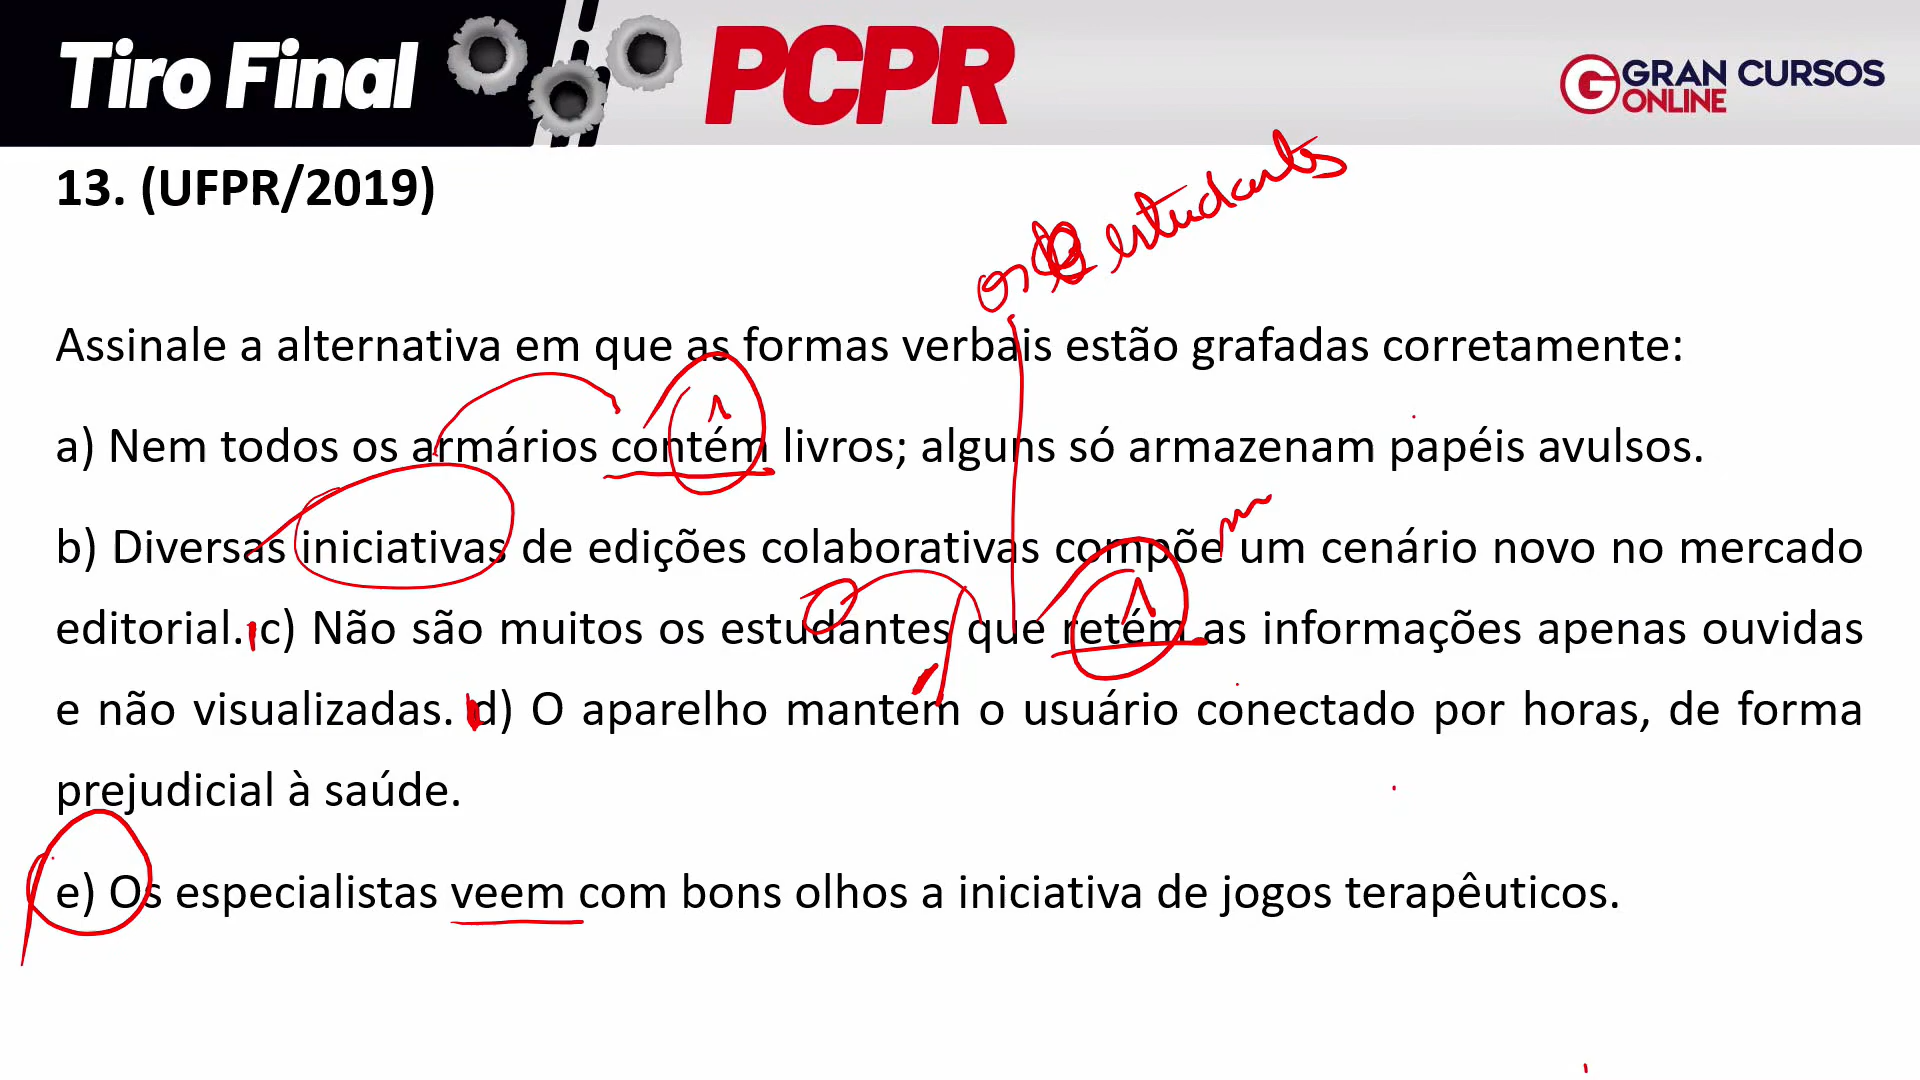 Tiro Final
PCPR
GRAN CURSOS
ONLINE
13. (UFPR/2019)
os estudantes
Assinale a alternativa em que as formas verbais estão grafadas corretamente:
a) Nem todos os armários contém livros; alguns só armazenam papéis avulsos.
b) Diversas iniciativas de edições colaborativas compõe um cenário novo no mercado
editorial. c) Não são muitos os estudantes que retém as informações apenas ouvidas
e não visualizadas. d) O aparelho mantem o usuário conectado por horas, de forma
prejudicial à saúde.
e) Os especialistas veem com bons olhos a iniciativa de jogos terapêuticos.